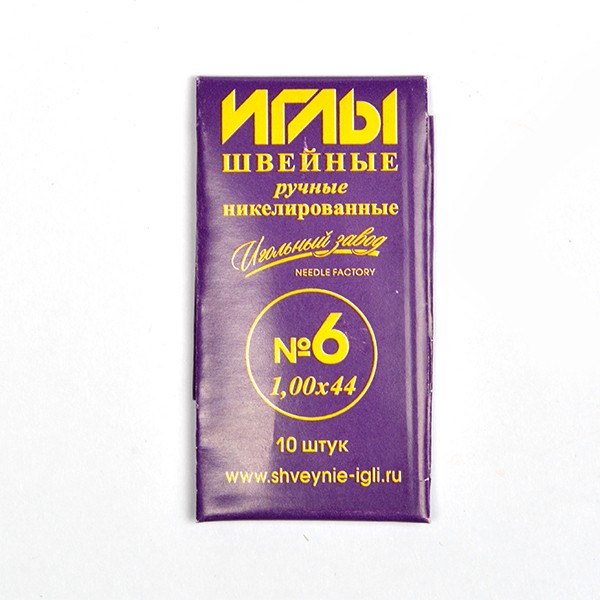 ИГЛЫ
ШВЕЙНЫЕ
ручные
никелированные
Игольный завод
NEEDLE FACTORY
№6
1,00x44
10 штук
www.shveynie-igli.ru